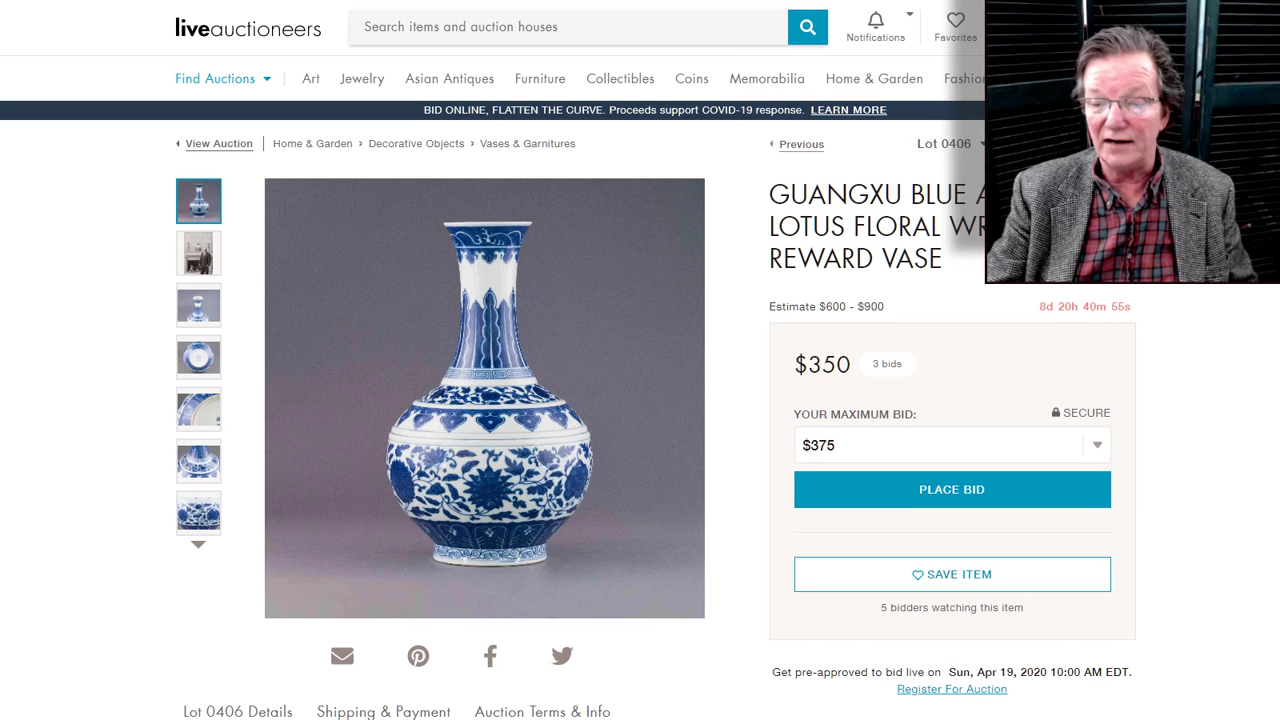 liveauctioneers
Search items and auction houses
Notifications
Favorites
Find Auctions
Art
Jewelry
Asian Antiques
Furniture
Collectibles
Coins
Memorabilia
Home & Garden
BID ONLINE, FLATTEN THE CURVE. Proceeds support COVID-19 response. LEARN MORE
View Auction
Home & Garden > Decorative Objects > Vases & Garnitures
Previous
Lot 0406
GUANGXU BLUE
LOTUS FLORAL
REWARD VASE
Estimate $600 - $900
8d 20h 40m 55s
$350
3 bids
YOUR MAXIMUM BID:
SECURE
$375
PLACE BID
SAVE ITEM
5 bidders watching this item
Get pre-approved to bid live on Sun, Apr 19, 2020 10:00 AM EDT.
Register For Auction
Lot 0406 Details
Shipping & Payment
Auction Terms & Info